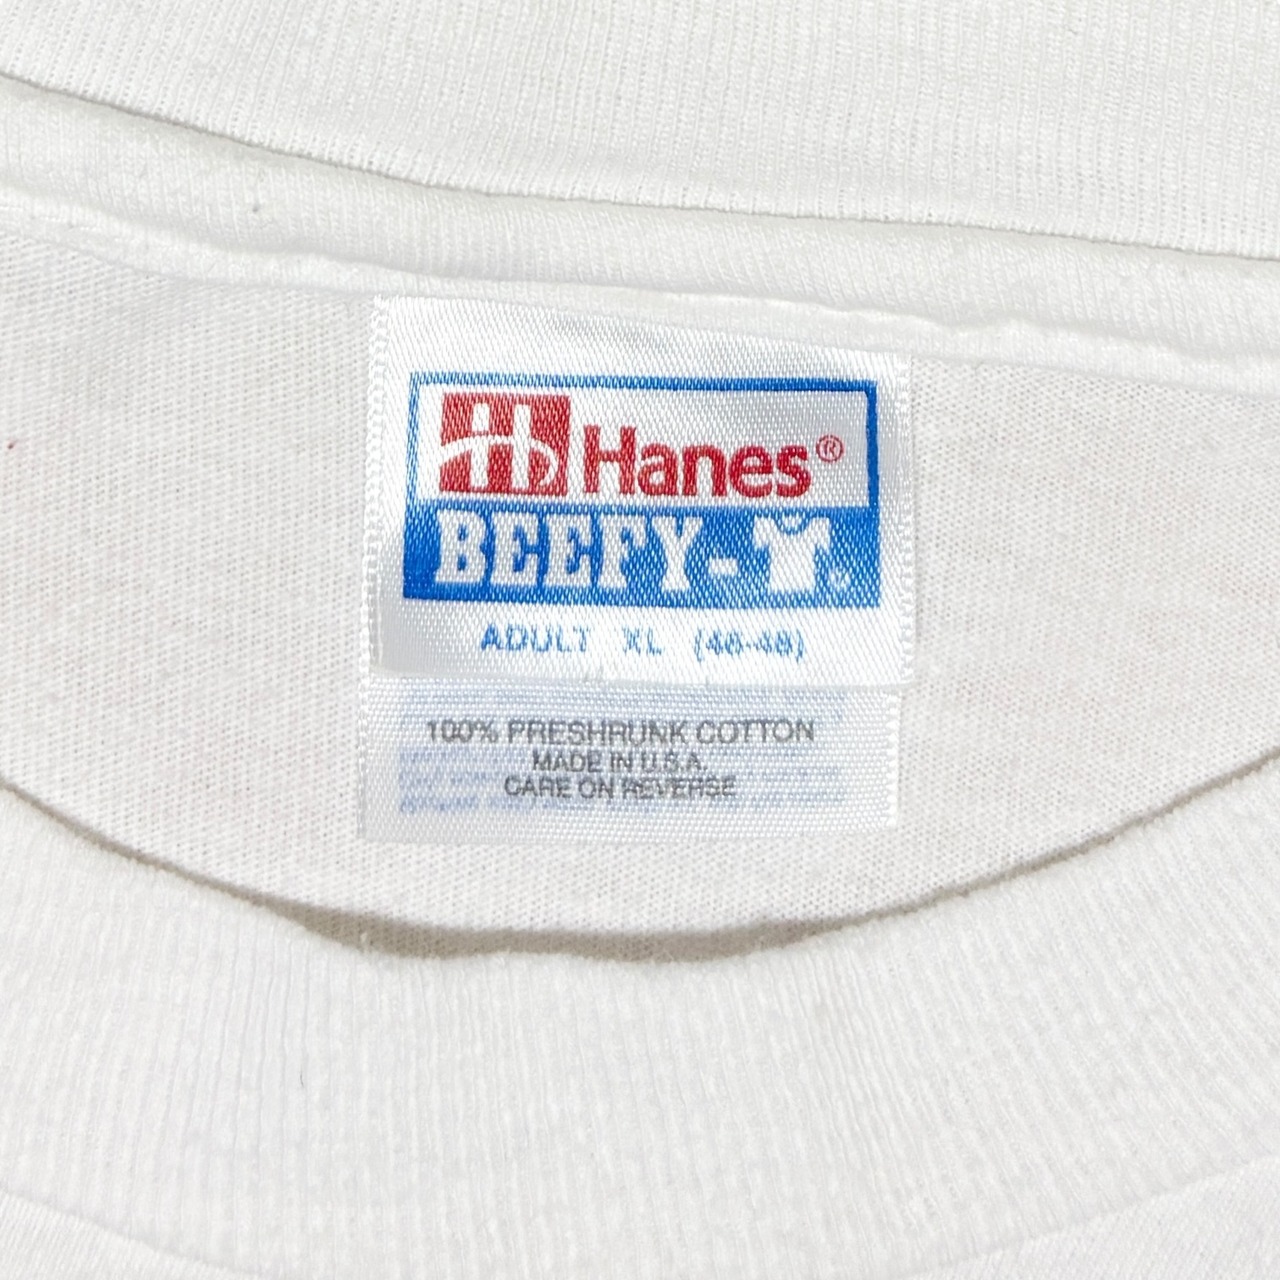 Hanes®
BEEFY-T
ADULT XL (46-48)
100% PRESHRUNK COTTON
MADE IN U.S.A.
CARE ON REVERSE